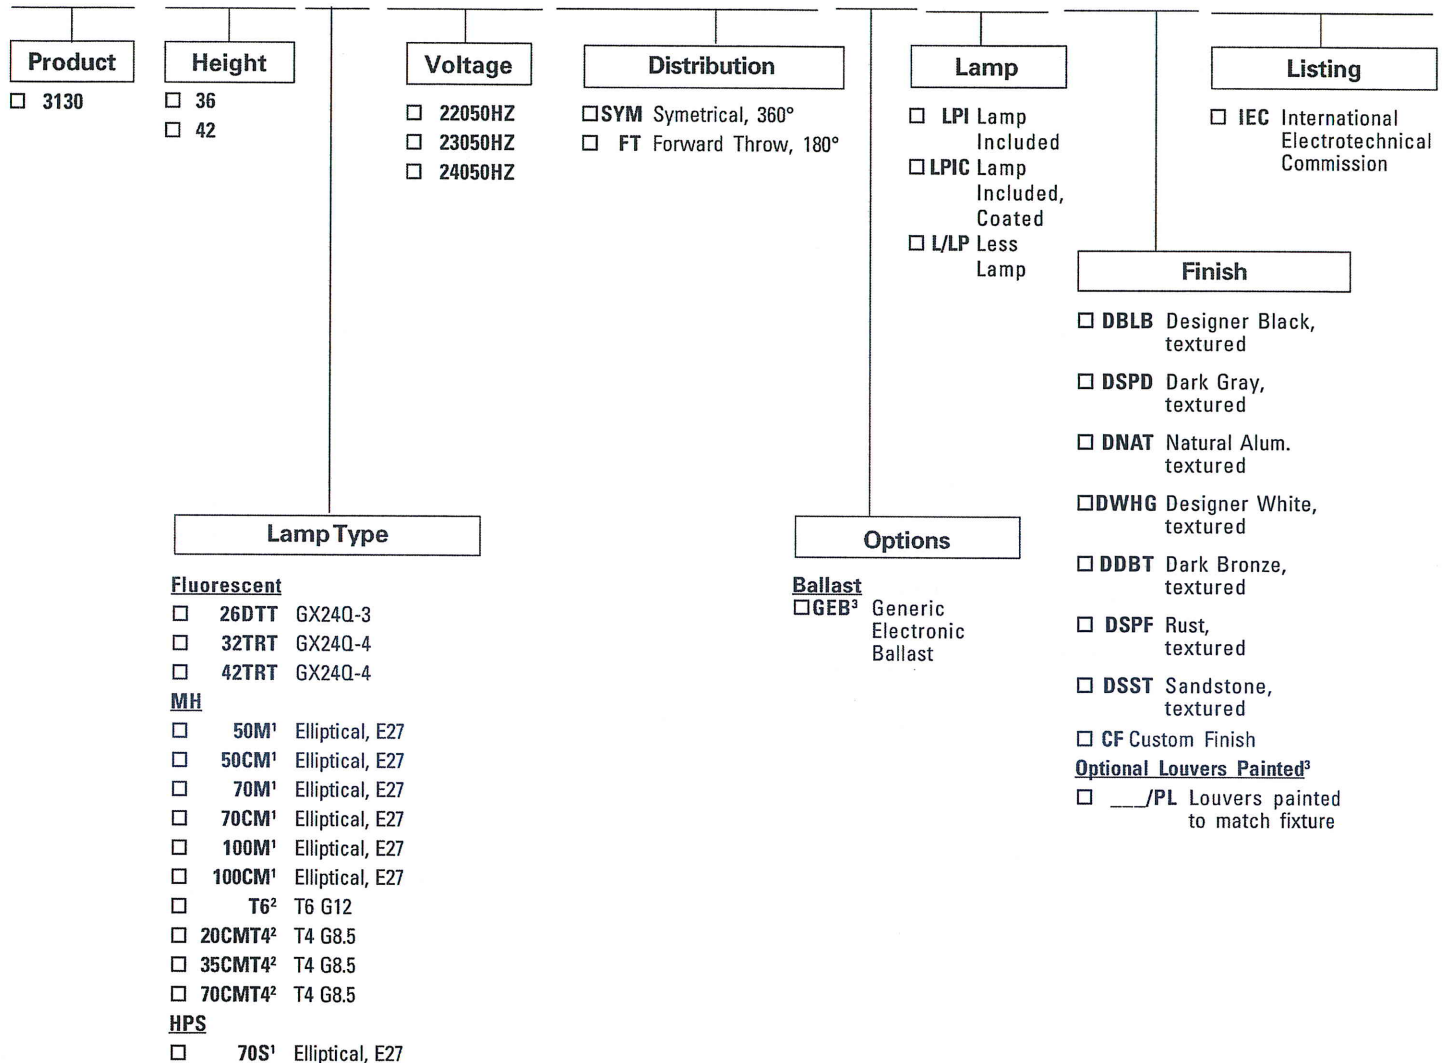 Product
☐ 3130
Height
☐ 36
☐ 42
Voltage
☐ 22050HZ
☐ 23050HZ
☐ 24050HZ
Distribution
☐SYM Symetrical, 360°
☐ FT Forward Throw, 180°
Lamp
☐ LPI Lamp
Included
☐ LPIC Lamp
Included,
Coated
☐ L/LP Less
Lamp
Listing
☐ IEC International
Electrotechnical
Commission
Finish
☐ DBLB Designer Black,
textured
☐ DSPD Dark Gray,
textured
☐ DNAT Natural Alum.
textured
☐DWHG Designer White,
textured
☐ DDBT Dark Bronze,
textured
☐ DSPF Rust,
textured
☐ DSST Sandstone,
textured
☐ CF Custom Finish
Optional Louvers Painted³
☐ ___/PL Louvers painted
to match fixture
Lamp Type
Fluorescent
☐ 26DTT GX24Q-3
☐ 32TRT GX24Q-4
☐ 42TRT GX24Q-4
MH
☐ 50M¹ Elliptical, E27
☐ 50CM¹ Elliptical, E27
☐ 70M¹ Elliptical, E27
☐ 70CM¹ Elliptical, E27
☐ 100M¹ Elliptical, E27
☐ 100CM¹ Elliptical, E27
☐ T6² T6 G12
☐ 20CMT4² T4 G8.5
☐ 35CMT4² T4 G8.5
☐ 70CMT4² T4 G8.5
HPS
☐ 70S¹ Elliptical, E27
Options
Ballast
☐GEB³ Generic
Electronic
Ballast